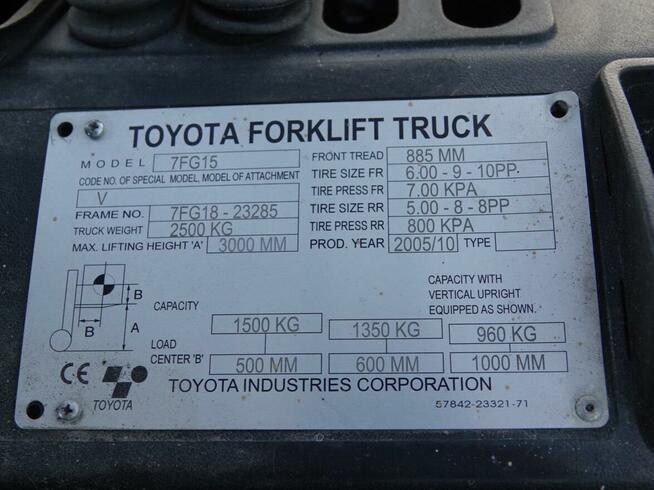 TOYOTA FORKLIFT TRUCK
MODEL 7FG15 FRONT TREAD 885 MM
CODE NO. OF SPECIAL MODEL, MODEL OF ATTACHMENT TIRE SIZE FR 6.00 - 9 - 10PP
V TIRE PRESS FR 7.00 KPA
FRAME NO. 7FG18 - 23285 TIRE SIZE RR 5.00 - 8 - 8PP
TRUCK WEIGHT 2500 KG TIRE PRESS RR 800 KPA
MAX. LIFTING HEIGHT 'A' 3000 MM PROD. YEAR 2005/10 TYPE
B
B A
CAPACITY WITH
VERTICAL UPRIGHT
EQUIPPED AS SHOWN.
CAPACITY 1500 KG 1350 KG 960 KG
LOAD
CENTER 'B' 500 MM 600 MM 1000 MM
CE TOYOTA
TOYOTA INDUSTRIES CORPORATION
57842-23321-71